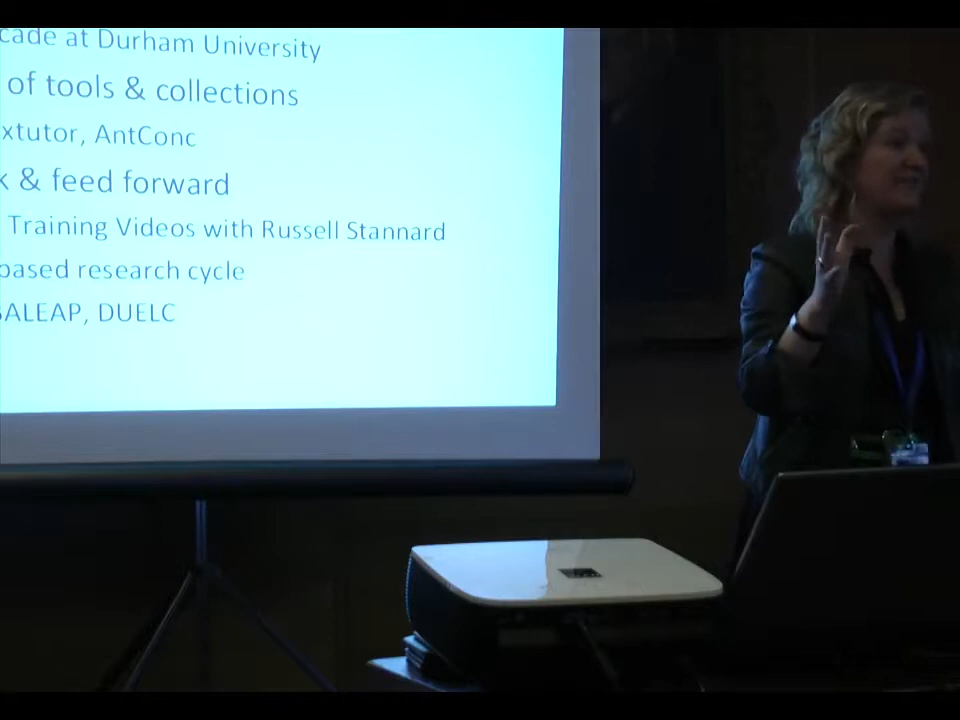 cade at Durham University
of tools & collections
xtutor, AntConc
k & feed forward
Training Videos with Russell Stannard
based research cycle
BALEAP, DUELC